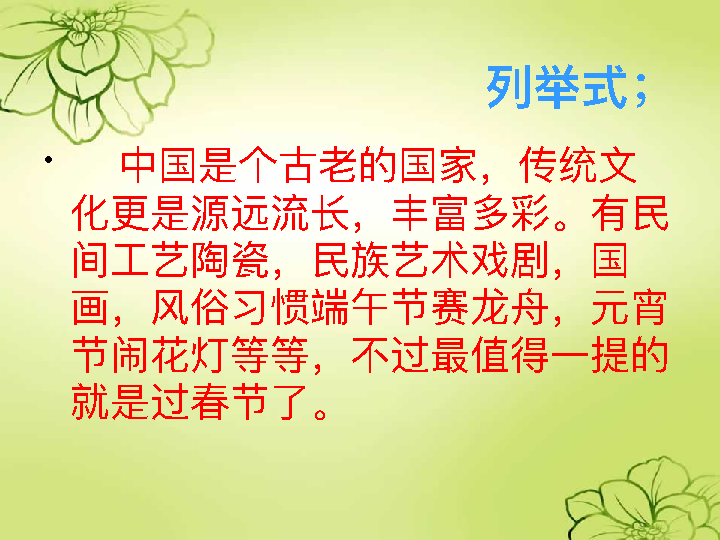 列举式；
• 中国是个古老的国家，传统文
化更是源远流长，丰富多彩。有民
间工艺陶瓷，民族艺术戏剧，国
画，风俗习惯端午节赛龙舟，元宵
节闹花灯等等，不过最值得一提的
就是过春节了。